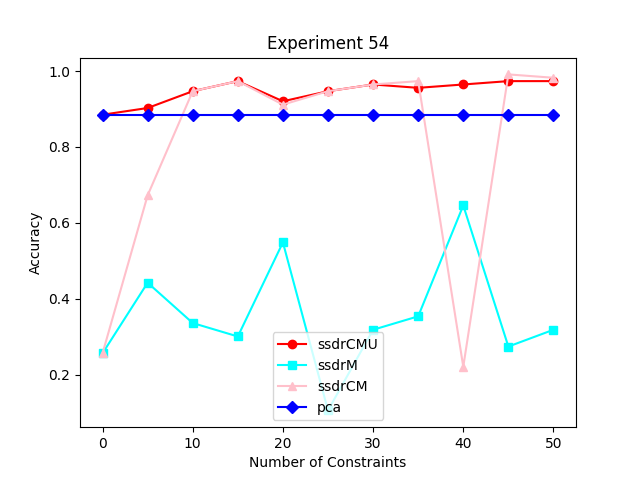 Experiment 54
Accuracy
1.0
0.8
0.6
0.4
0.2
ssdrCMU
ssdrM
ssdrCM
pca
0 10 20 30 40 50
Number of Constraints